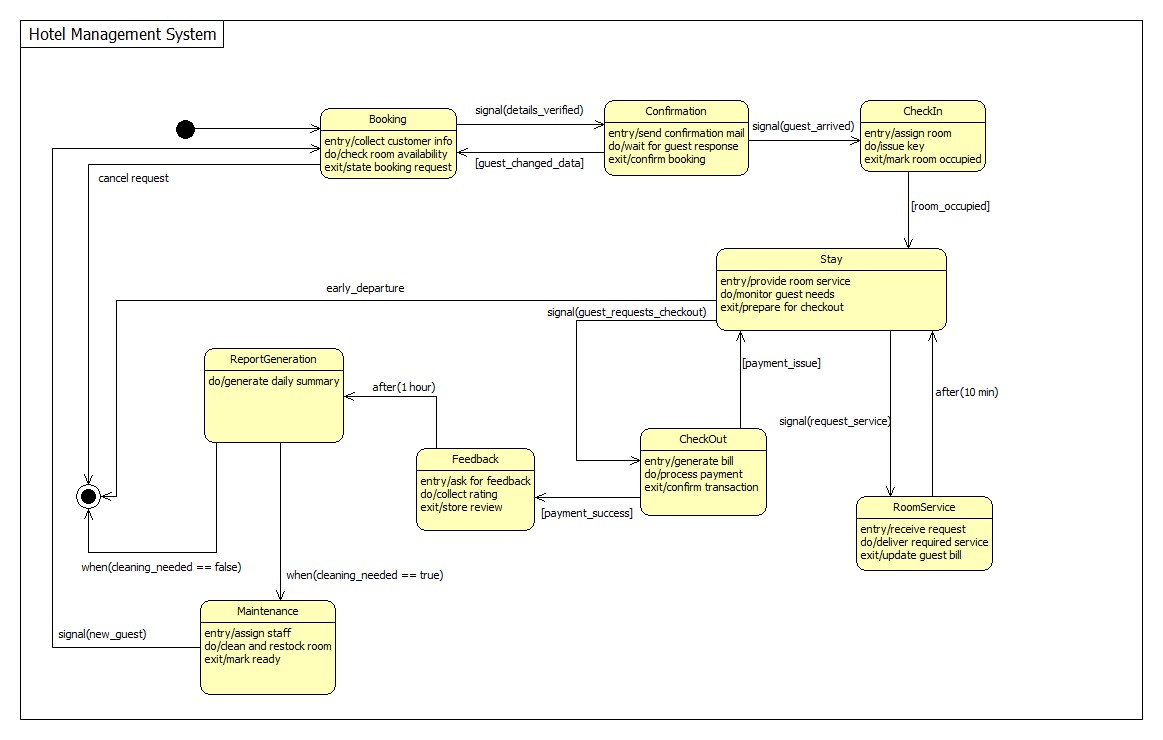 Hotel Management System
Booking
entry/collect customer info
do/check room availability
exit/state booking request
signal(details_verified)
[guest_changed_data]
Confirmation
entry/send confirmation mail
do/wait for guest response
exit/confirm booking
signal(guest_arrived)
CheckIn
entry/assign room
do/issue key
exit/mark room occupied
cancel request
[room_occupied]
Stay
entry/provide room service
do/monitor guest needs
exit/prepare for checkout
early_departure
signal(guest_requests_checkout)
[payment_issue]
signal(request_service)
after(10 min)
ReportGeneration
do/generate daily summary
after(1 hour)
Feedback
entry/ask for feedback
do/collect rating
exit/store review
CheckOut
entry/generate bill
do/process payment
exit/confirm transaction
[payment_success]
RoomService
entry/receive request
do/deliver required service
exit/update guest bill
when(cleaning_needed == false)
when(cleaning_needed == true)
Maintenance
entry/assign staff
do/clean and restock room
exit/mark ready
signal(new_guest)